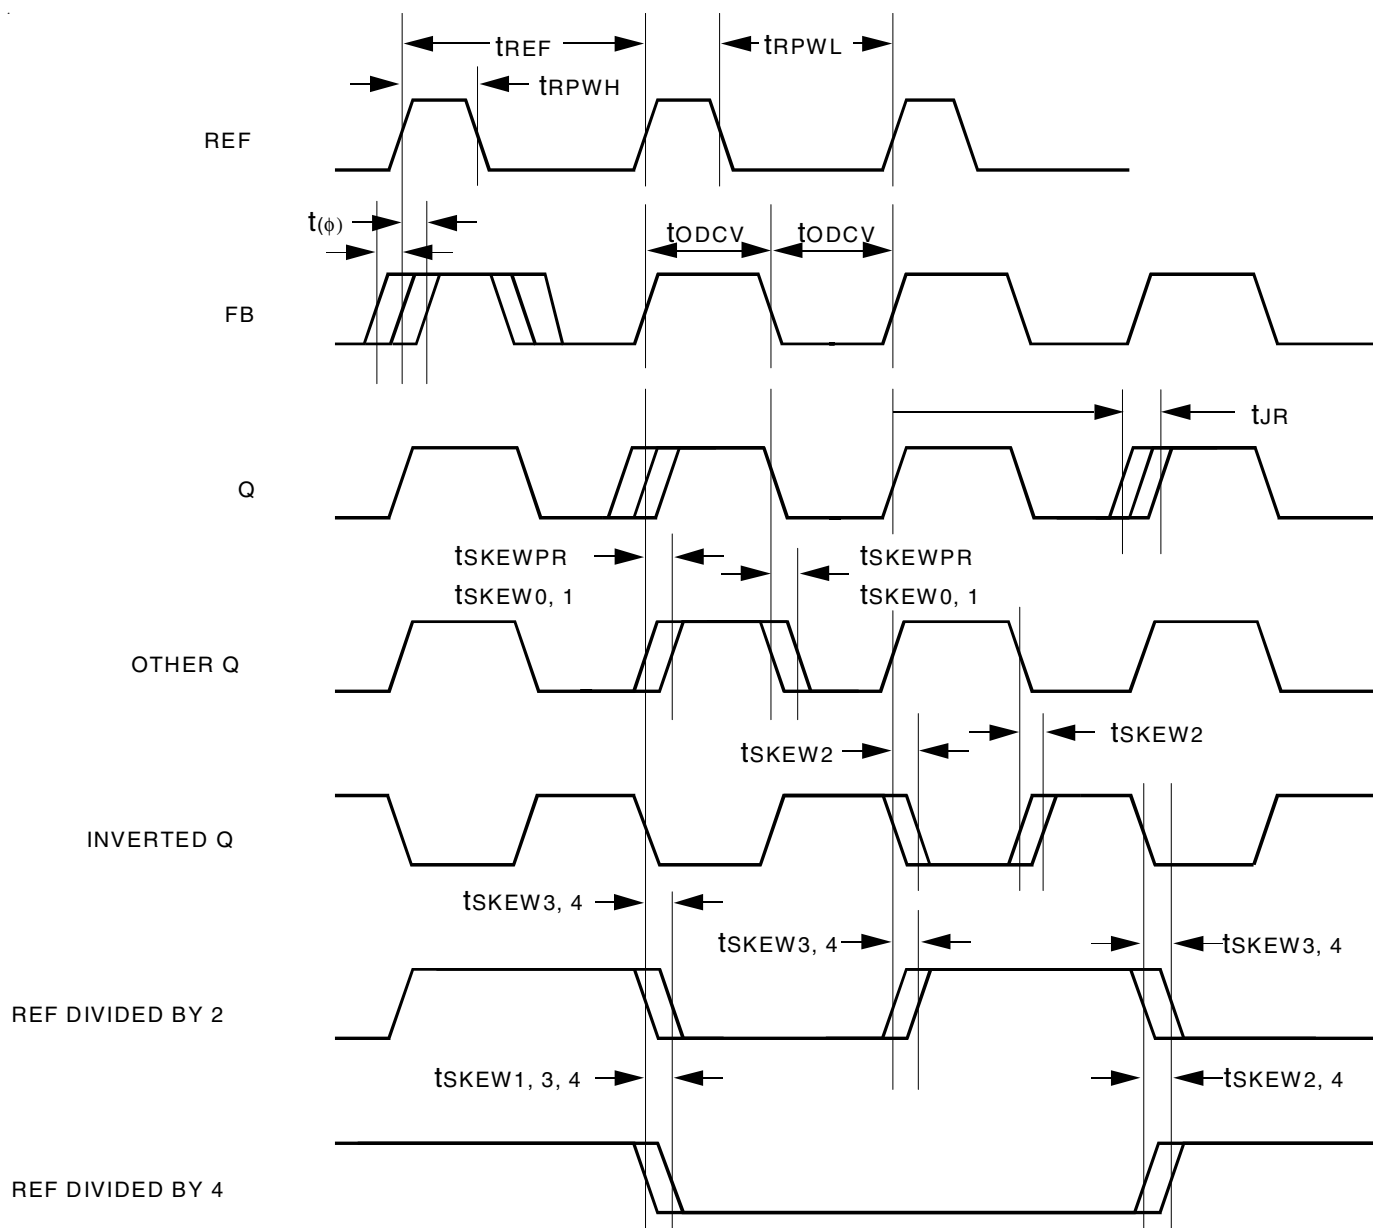 tREF
tRPWL
tRPWH
REF
t(ϕ)
tODCV
tODCV
FB
tJR
Q
tSKEWPR
tSKEW0, 1
tSKEWPR
tSKEW0, 1
OTHER Q
tSKEW2
tSKEW2
INVERTED Q
tSKEW3, 4
tSKEW3, 4
tSKEW3, 4
REF DIVIDED BY 2
tSKEW1, 3, 4
tSKEW2, 4
REF DIVIDED BY 4